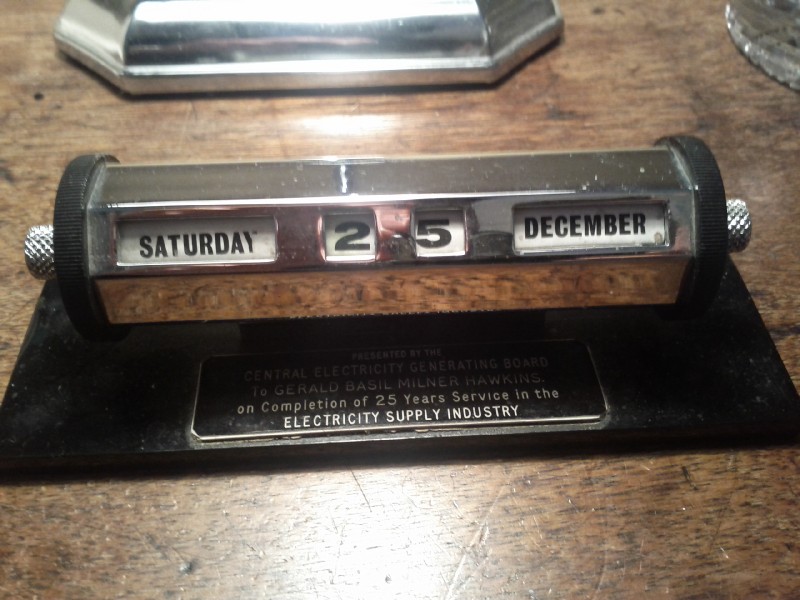 SATURDAY 25 DECEMBER
PRESENTED BY THE
CENTRAL ELECTRICITY GENERATING BOARD
To GERALD BASIL MILNER HAWKINS.
on Completion of 25 Years Service in the
ELECTRICITY SUPPLY INDUSTRY